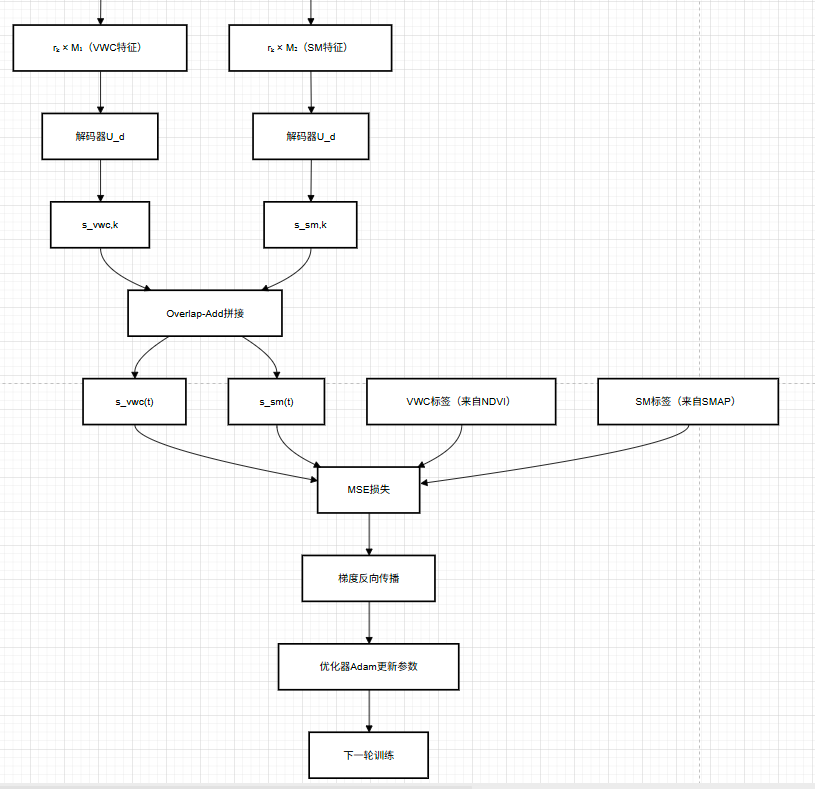 rₖ × M₁（VWC特征）
rₖ × M₂（SM特征）
解码器U_d
解码器U_d
s_vwc,k
s_sm,k
Overlap-Add拼接
s_vwc(t)
s_sm(t)
VWC标签（来自NDVI）
SM标签（来自SMAP）
MSE损失
梯度反向传播
优化器Adam更新参数
下一轮训练